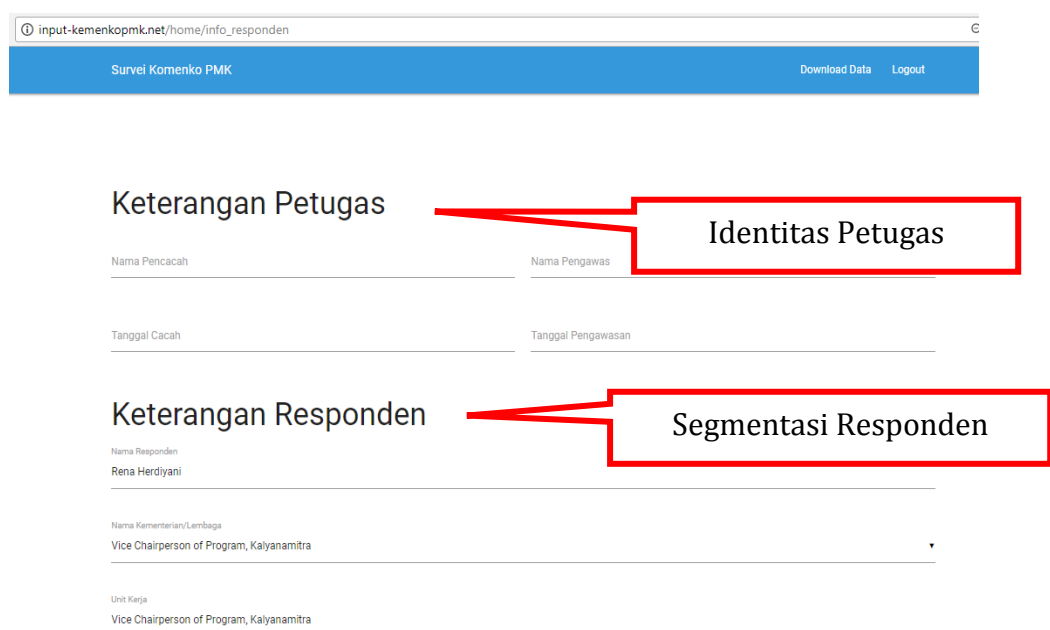 input-kemenkopmk.net/home/info_responden
Survei Komenko PMK Download Data Logout
Keterangan Petugas
Identitas Petugas
Nama Pencacah Nama Pengawas
Tanggal Cacah Tanggal Pengawasan
Keterangan Responden
Segmentasi Responden
Nama Responden
Rena Herdiyani
Nama Kementerian/Lembaga
Vice Chairperson of Program, Kalyanamitra
Unit Kerja
Vice Chairperson of Program, Kalyanamitra